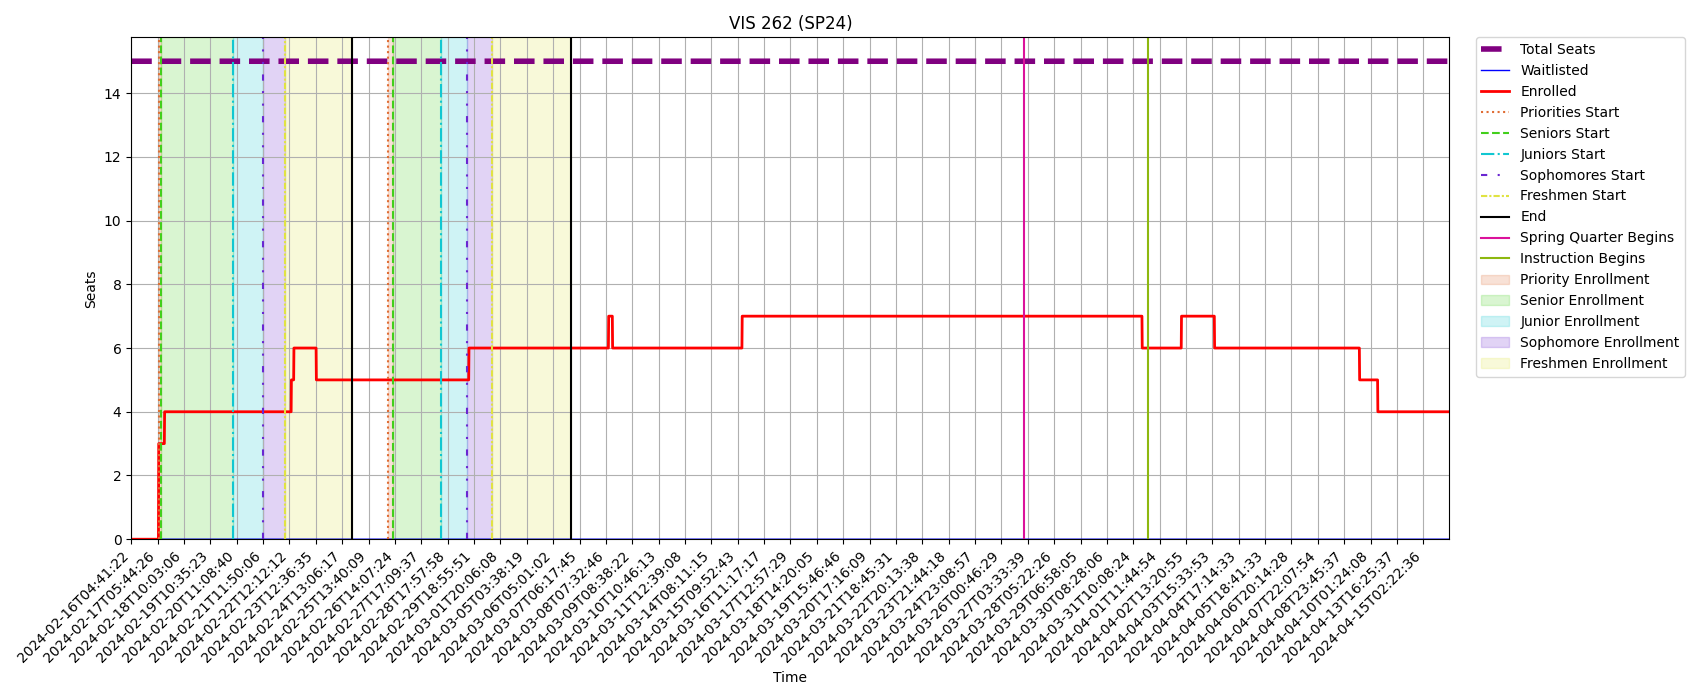 VIS 262 (SP24)
Seats
14
12
10
8
6
4
2
0
2024-02-16T04:41:22
2024-02-17T05:44:26
2024-02-18T10:03:06
2024-02-19T10:35:23
2024-02-20T11:08:40
2024-02-21T11:50:06
2024-02-22T12:12:12
2024-02-23T12:36:35
2024-02-24T13:06:17
2024-02-25T13:40:09
2024-02-26T14:07:24
2024-02-27T17:09:37
2024-02-28T17:57:58
2024-02-29T18:55:51
2024-03-01T20:06:08
2024-03-05T03:38:19
2024-03-06T05:01:02
2024-03-07T06:17:45
2024-03-08T07:32:46
2024-03-09T08:38:22
2024-03-10T10:46:13
2024-03-11T12:39:08
2024-03-14T08:11:15
2024-03-15T09:52:43
2024-03-16T11:17:17
2024-03-17T12:57:29
2024-03-18T14:20:05
2024-03-19T15:46:46
2024-03-20T17:16:09
2024-03-21T18:45:31
2024-03-22T20:13:38
2024-03-23T21:44:18
2024-03-24T23:08:57
2024-03-26T00:46:29
2024-03-27T03:33:39
2024-03-28T05:22:26
2024-03-29T06:58:05
2024-03-30T08:28:06
2024-03-31T10:08:24
2024-04-01T11:44:54
2024-04-02T13:20:55
2024-04-03T15:33:53
2024-04-04T17:14:33
2024-04-05T18:41:33
2024-04-06T20:14:28
2024-04-07T22:07:54
2024-04-08T23:45:37
2024-04-10T01:24:08
2024-04-13T16:25:37
2024-04-15T02:22:36
Time
Total Seats
Waitlisted
Enrolled
Priorities Start
Seniors Start
Juniors Start
Sophomores Start
Freshmen Start
End
Spring Quarter Begins
Instruction Begins
Priority Enrollment
Senior Enrollment
Junior Enrollment
Sophomore Enrollment
Freshmen Enrollment